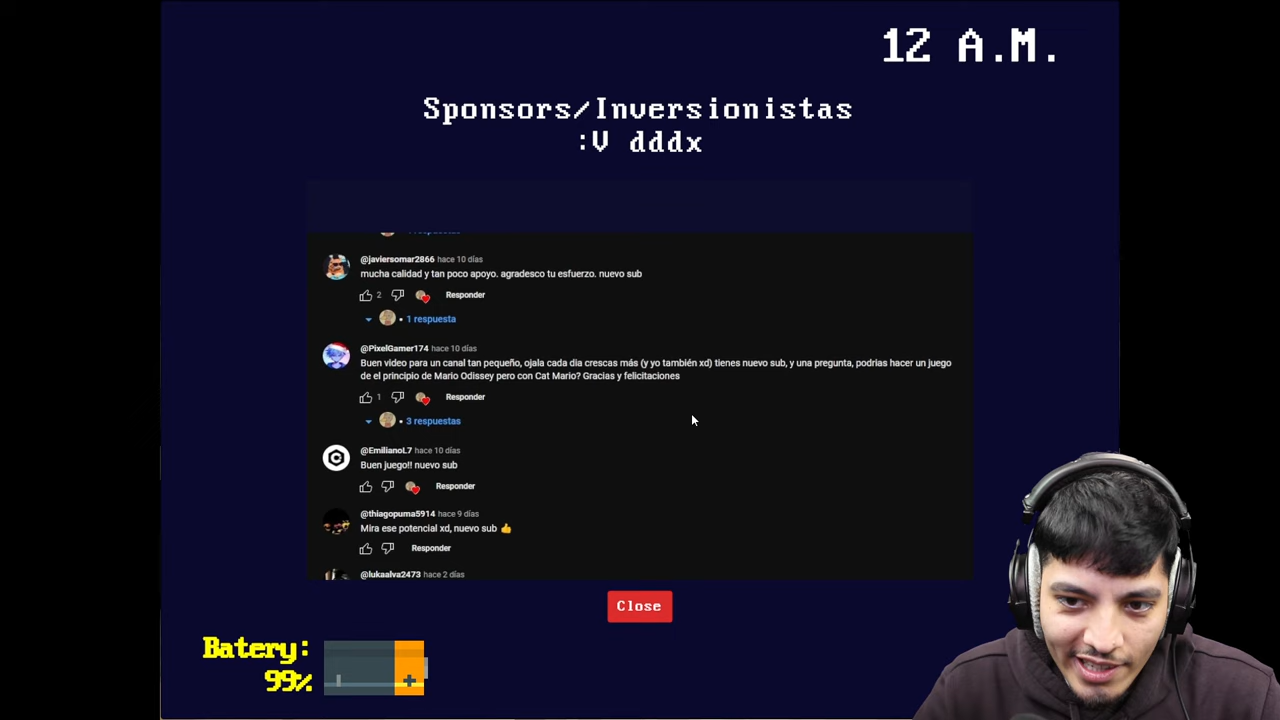 12 A.M.
Sponsors/Inversionistas
:V dddx
@javiersomar2866 hace 10 días
mucha calidad y tan poco apoyo. agradesco tu esfuerzo. nuevo sub
2 Responder
• 1 respuesta
@PixelGamer174 hace 10 días
Buen video para un canal tan pequeño, ojala cada dia crescas más (y yo también xd) tienes nuevo sub, y una pregunta, podrias hacer un juego
de el principio de Mario Odissey pero con Cat Mario? Gracias y felicitaciones
1 Responder
• 3 respuestas
@EmilianoL7 hace 10 días
Buen juego!! nuevo sub
Responder
@thiagopuma5914 hace 9 días
Mira ese potencial xd, nuevo sub 👍
Responder
@lukaalva2473 hace 2 días
Close
Batery:
99%